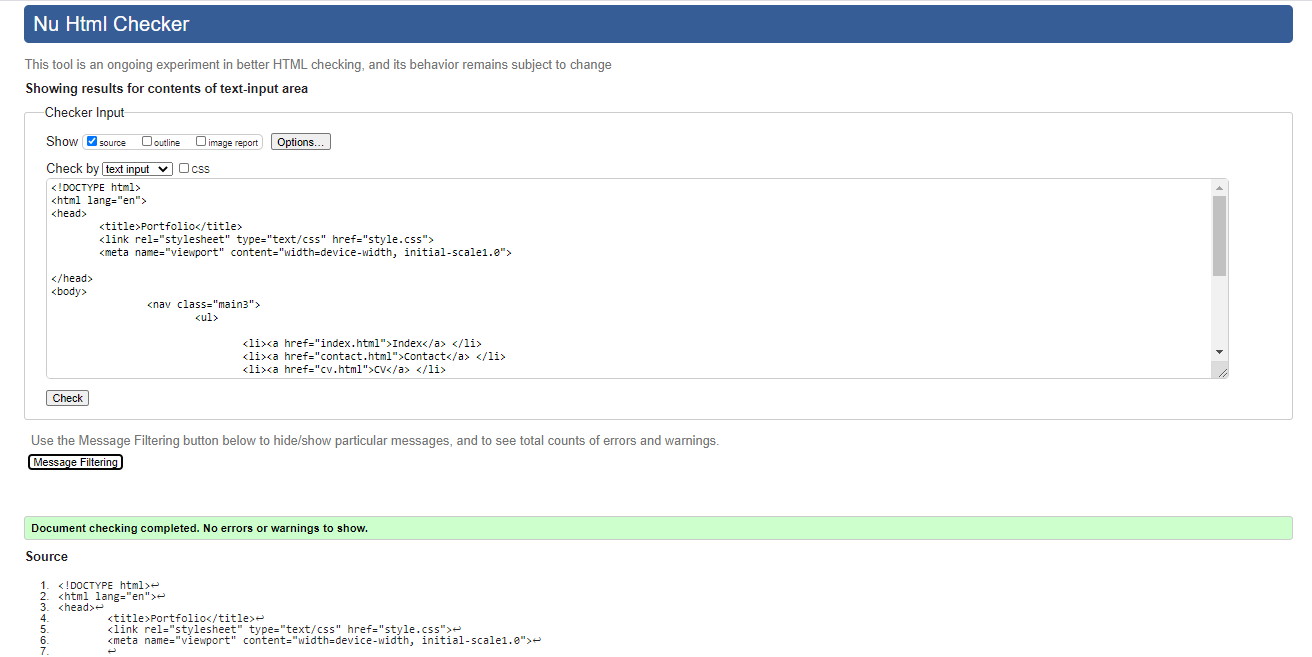 Nu Html Checker
This tool is an ongoing experiment in better HTML checking, and its behavior remains subject to change
Showing results for contents of text-input area
Checker Input
Show source outline image report Options...
Check by text input CSS
<!DOCTYPE html>
<html lang="en">
<head>
<title>Portfolio</title>
<link rel="stylesheet" type="text/css" href="style.css">
<meta name="viewport" content="width=device-width, initial-scale1.0">
</head>
<body>
<nav class="main3">
<ul>
<li><a href="index.html">Index</a> </li>
<li><a href="contact.html">Contact</a> </li>
<li><a href="cv.html">CV</a> </li>
Check
Use the Message Filtering button below to hide/show particular messages, and to see total counts of errors and warnings.
Message Filtering
Document checking completed. No errors or warnings to show.
Source
1. <!DOCTYPE html>↩
2. <html lang="en">↩
3. <head>↩
4. <title>Portfolio</title>↩
5. <link rel="stylesheet" type="text/css" href="style.css">↩
6. <meta name="viewport" content="width=device-width, initial-scale1.0">↩
7. ↩